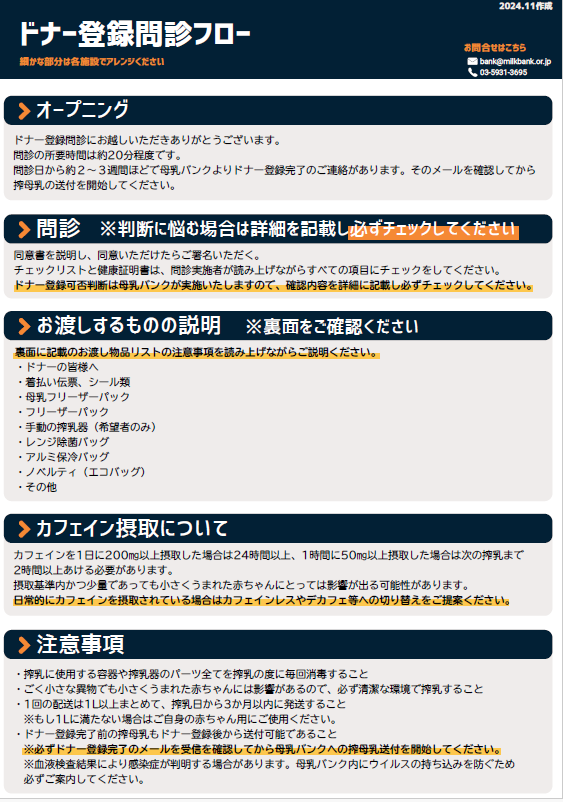 2024.11作成
ドナー登録問診フロー
細かな部分は各施設でアレンジください
お問合せはこちら
bank@milkbank.or.jp
03-5931-3695
オープニング
ドナー登録問診にお越しいただきありがとうございます。
問診の所要時間は約20分程度です。
問診日から約２～３週間ほどで母乳バンクよりドナー登録完了のご連絡があります。そのメールを確認してから
搾母乳の送付を開始してください。
問診　※判断に悩む場合は詳細を記載し必ずチェックしてください
同意書を説明し、同意いただけたらご署名いただく。
チェックリストと健康証明書は、問診実施者が読み上げながらすべての項目にチェックをしてください。
ドナー登録可否判断は母乳バンクが実施いたしますので、確認内容を詳細に記載し必ずチェックしてください。
お渡しするものの説明　※裏面をご確認ください
裏面に記載のお渡し物品リストの注意事項を読み上げながらご説明ください。
・ドナーの皆様へ
・着払い伝票、シール類
・母乳フリーザーパック
・フリーザーパック
・手動の搾乳器（希望者のみ）
・レンジ除菌バッグ
・アルミ保冷バッグ
・ノベルティ（エコバッグ）
・その他
カフェイン摂取について
カフェインを1日に200㎎以上摂取した場合は24時間以上、1時間に50㎎以上摂取した場合は次の搾乳まで
2時間以上あける必要があります。
摂取基準内かつ少量であっても小さくうまれた赤ちゃんにとっては影響が出る可能性があります。
日常的にカフェインを摂取されている場合はカフェインレスやデカフェ等への切り替えをご提案ください。
注意事項
・搾乳に使用する容器や搾乳器のパーツ全てを搾乳の度に毎回消毒すること
・ごく小さな異物でも小さくうまれた赤ちゃんには影響があるので、必ず清潔な環境で搾乳すること
・1回の配送は1L以上まとめて、搾乳日から3か月以内に発送すること
※もし1Lに満たない場合はご自身の赤ちゃん用にご使用ください。
・ドナー登録完了前の搾母乳もドナー登録後から送付可能であること
※必ずドナー登録完了のメールを受信を確認してから母乳バンクへの搾母乳送付を開始してください。
※血液検査結果により感染症が判明する場合があります。母乳バンク内にウイルスの持ち込みを防ぐため
必ずご案内してください。